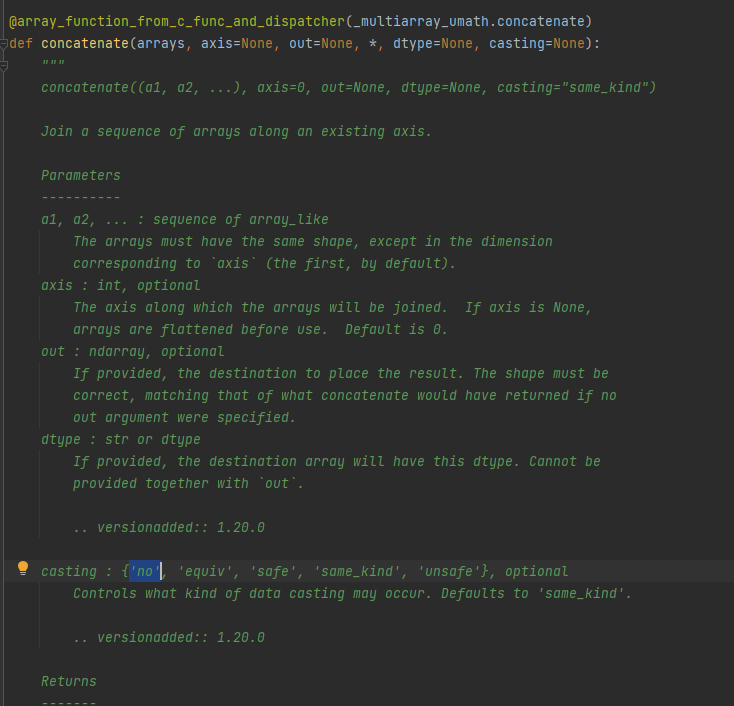 @array_function_from_c_func_and_dispatcher(_multiarray_umath.concatenate)
def concatenate(arrays, axis=None, out=None, *, dtype=None, casting=None):
    """
    concatenate((a1, a2, ...), axis=0, out=None, dtype=None, casting="same_kind")

    Join a sequence of arrays along an existing axis.

    Parameters
    ----------
    a1, a2, ... : sequence of array_like
        The arrays must have the same shape, except in the dimension
        corresponding to `axis` (the first, by default).
    axis : int, optional
        The axis along which the arrays will be joined.  If axis is None,
        arrays are flattened before use.  Default is 0.
    out : ndarray, optional
        If provided, the destination to place the result. The shape must be
        correct, matching that of what concatenate would have returned if no
        out argument were specified.
    dtype : str or dtype
        If provided, the destination array will have this dtype. Cannot be
        provided together with `out`.

        .. versionadded:: 1.20.0

    casting : {'no', 'equiv', 'safe', 'same_kind', 'unsafe'}, optional
        Controls what kind of data casting may occur. Defaults to 'same_kind'.

        .. versionadded:: 1.20.0

    Returns
    -------